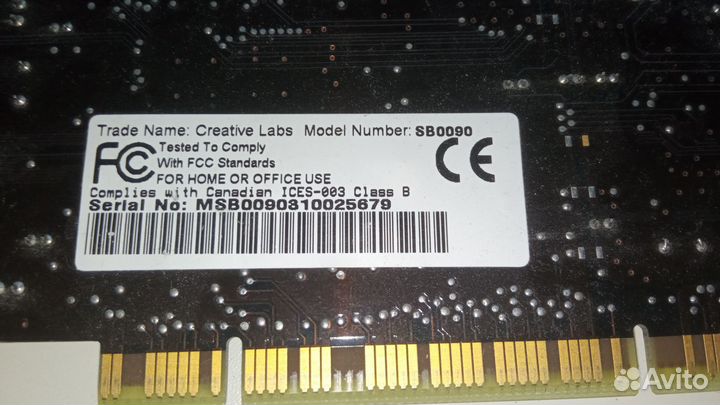 Trade Name: Creative Labs Model Number: SB0090
FC Tested To Comply
With FCC Standards
FOR HOME OR OFFICE USE
CE
Complies with Canadian ICES-003 Class B
Serial No: MSB0090310025679
Avito